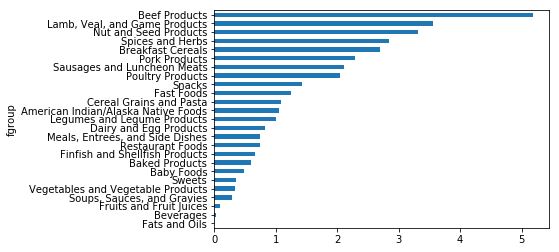 Beef Products
Lamb, Veal, and Game Products
Nut and Seed Products
Spices and Herbs
Breakfast Cereals
Pork Products
Sausages and Luncheon Meats
Poultry Products
Snacks
Fast Foods
Cereal Grains and Pasta
American Indian/Alaska Native Foods
Legumes and Legume Products
Dairy and Egg Products
Meals, Entrees, and Side Dishes
Restaurant Foods
Finfish and Shellfish Products
Baked Products
Baby Foods
Sweets
Vegetables and Vegetable Products
Soups, Sauces, and Gravies
Fruits and Fruit Juices
Beverages
Fats and Oils
fgroup
0 1 2 3 4 5